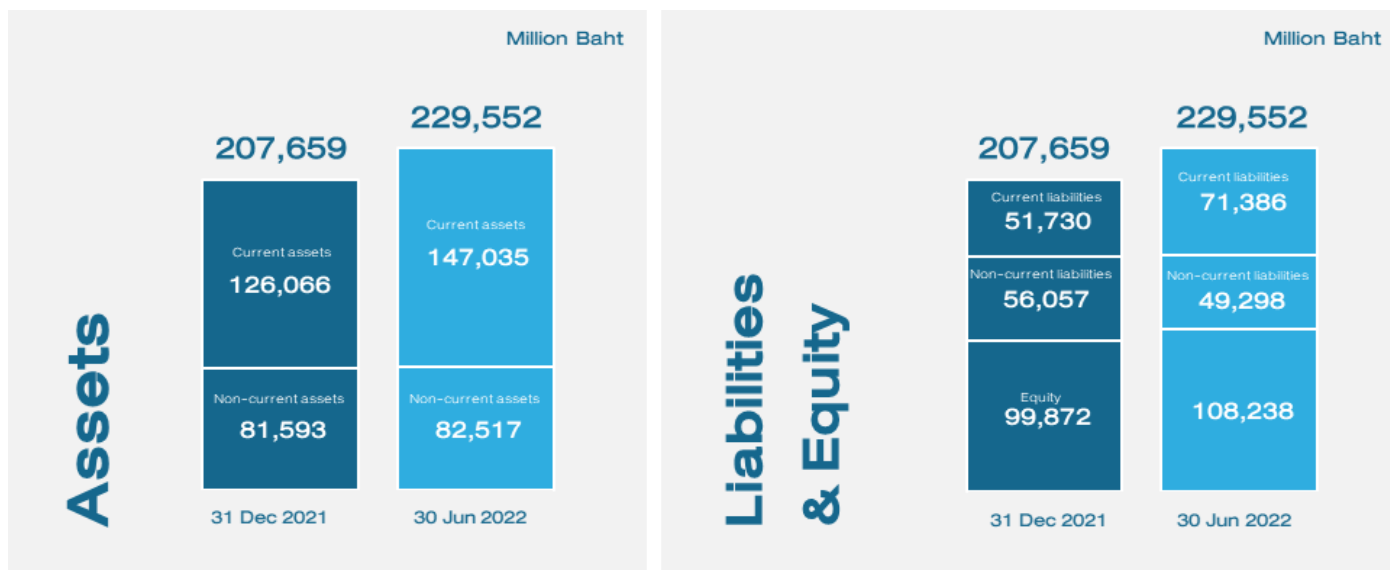 Million Baht
207,659
229,552
Current assets
126,066
Current assets
147,035
Non-current assets
81,593
Non-current assets
82,517
Assets
31 Dec 2021
30 Jun 2022
Million Baht
207,659
229,552
Current liabilities
51,730
Current liabilities
71,386
Non-current liabilities
56,057
Non-current liabilities
49,298
Equity
99,872
108,238
Liabilities
& Equity
31 Dec 2021
30 Jun 2022